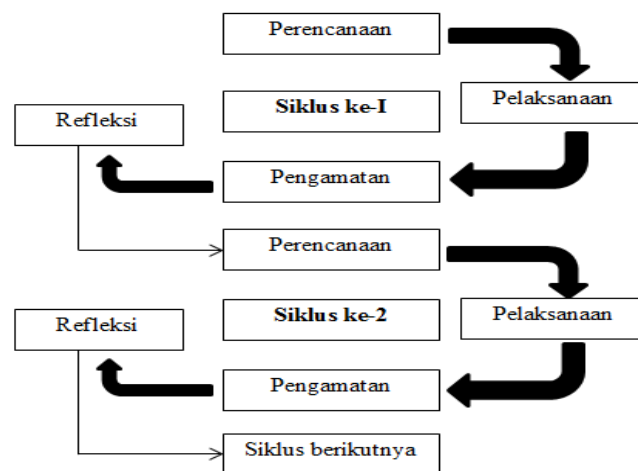 Perencanaan
Pelaksanaan
Siklus ke-I
Refleksi
Pengamatan
Perencanaan
Pelaksanaan
Siklus ke-2
Refleksi
Pengamatan
Siklus berikutnya